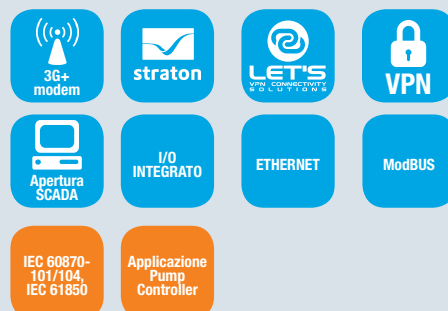 3G+
modem
straton
LET'S
VPN CONNECTIVITY
SOLUTIONS
VPN
Apertura
SCADA
I/O
INTEGRATO
ETHERNET
ModBUS
IEC 60870-
101/104,
IEC 61850
Applicazione
Pump
Controller